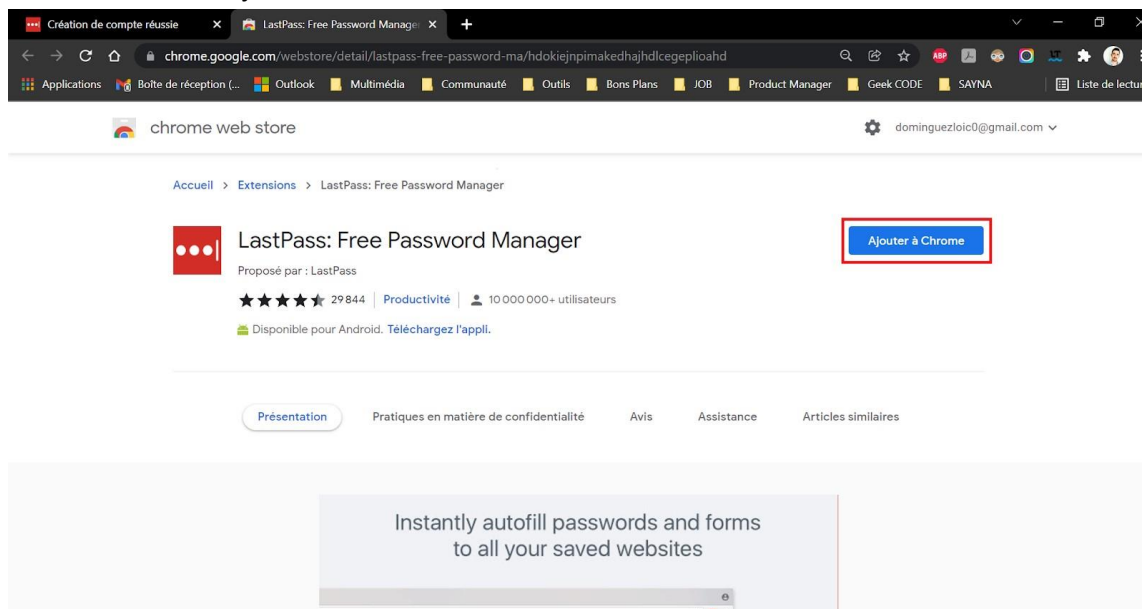 Création de compte réussie
LastPass: Free Password Manage
chrome.google.com/webstore/detail/lastpass-free-password-ma/hdokiejnpimakedhajhdlcegeplioahd
ABP
Applications Boîte de réception (... Outlook Multimédia Communauté Outils Bons Plans JOB Product Manager Geek CODE SAYNA Liste de lectur
chrome web store
dominguezloic0@gmail.com
Accueil > Extensions > LastPass: Free Password Manager
LastPass: Free Password Manager
Ajouter à Chrome
Proposé par : LastPass
29 844 Productivité 10 000 000+ utilisateurs
Disponible pour Android. Téléchargez l'appli.
Présentation Pratiques en matière de confidentialité Avis Assistance Articles similaires
Instantly autofill passwords and forms
to all your saved websites